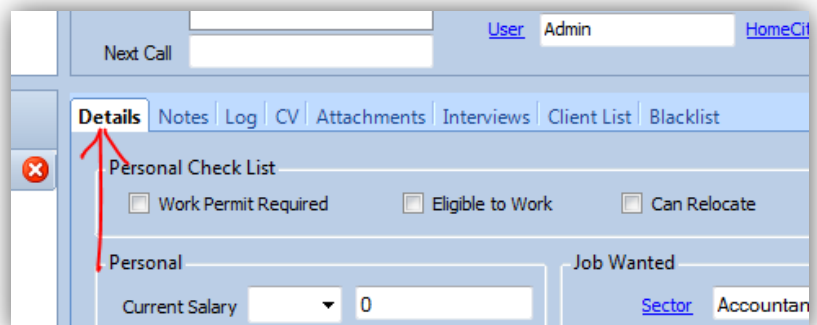 User Admin HomeCit
Next Call
Details Notes Log CV Attachments Interviews Client List Blacklist
Personal Check List
Work Permit Required Eligible to Work Can Relocate
Personal Job Wanted
Current Salary 0 Sector Accountan